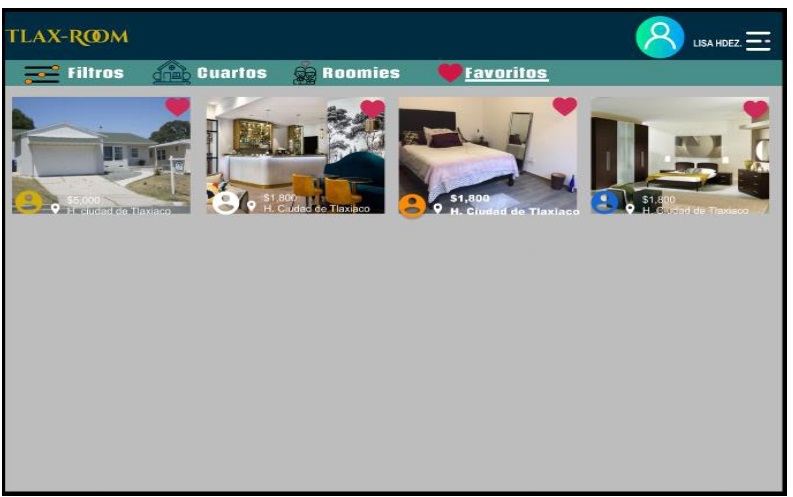 TLAX-ROOM
LISA HDEZ.
Filtros Cuartos Roomies Favoritos
$5,000
H. ciudad de Tlaxiaco
$1,800
H. Ciudad de Tlaxiaco
$1,800
H. Ciudad de Tlaxiaco
$1,800
H. Ciudad de Tlaxiaco